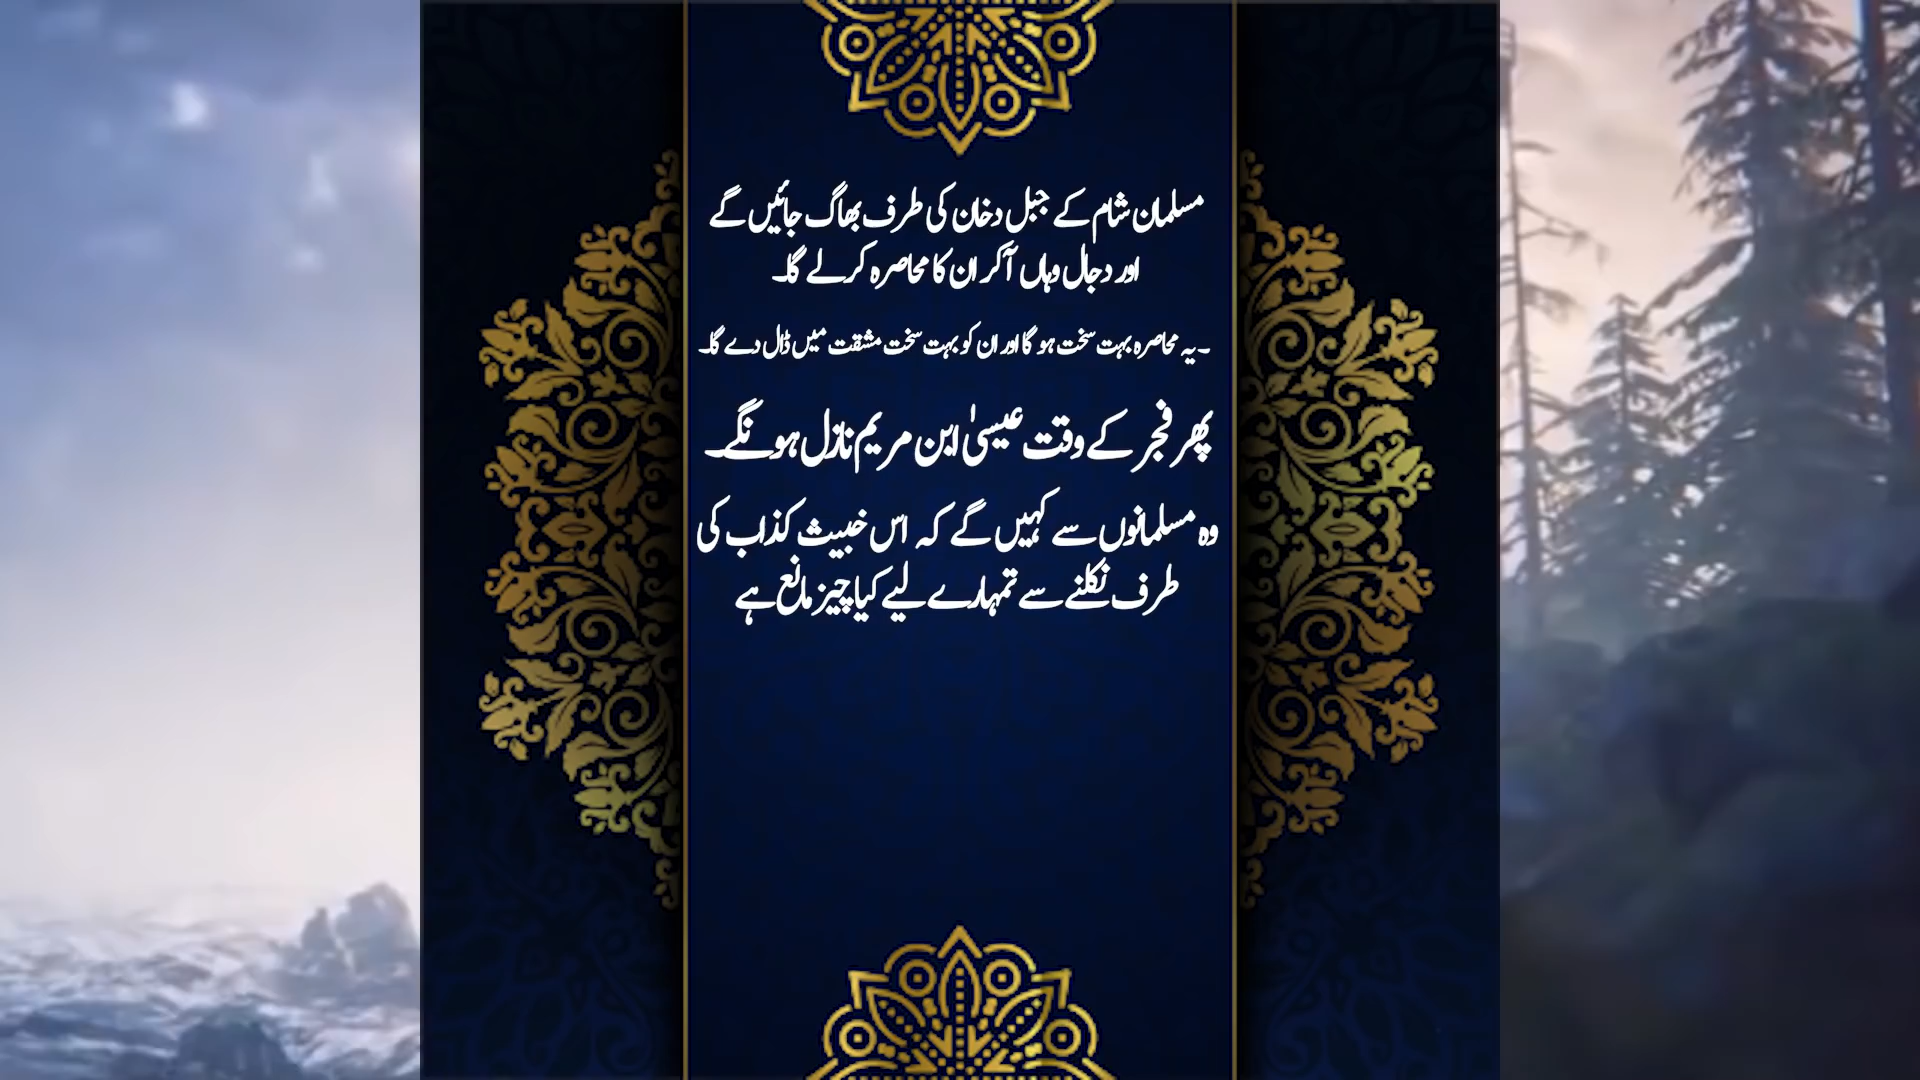 مسلمان شام کے جبل دخان کی طرف بھاگ جائیں گے
اور دجال وہاں آکر ان کا محاصرہ کرلے گا۔
۔یہ محاصرہ بہت سخت ہو گا اور ان کو بہت سخت مشقت میں ڈال دے گا۔
پھر فجر کے وقت عیسیٰ ابن مریم نازل ہونگے۔
وہ مسلمانوں سے کہیں گے کہ اس خبیث کذاب کی
طرف نکلنے سے تمہارے لیے کیا چیز مانع ہے